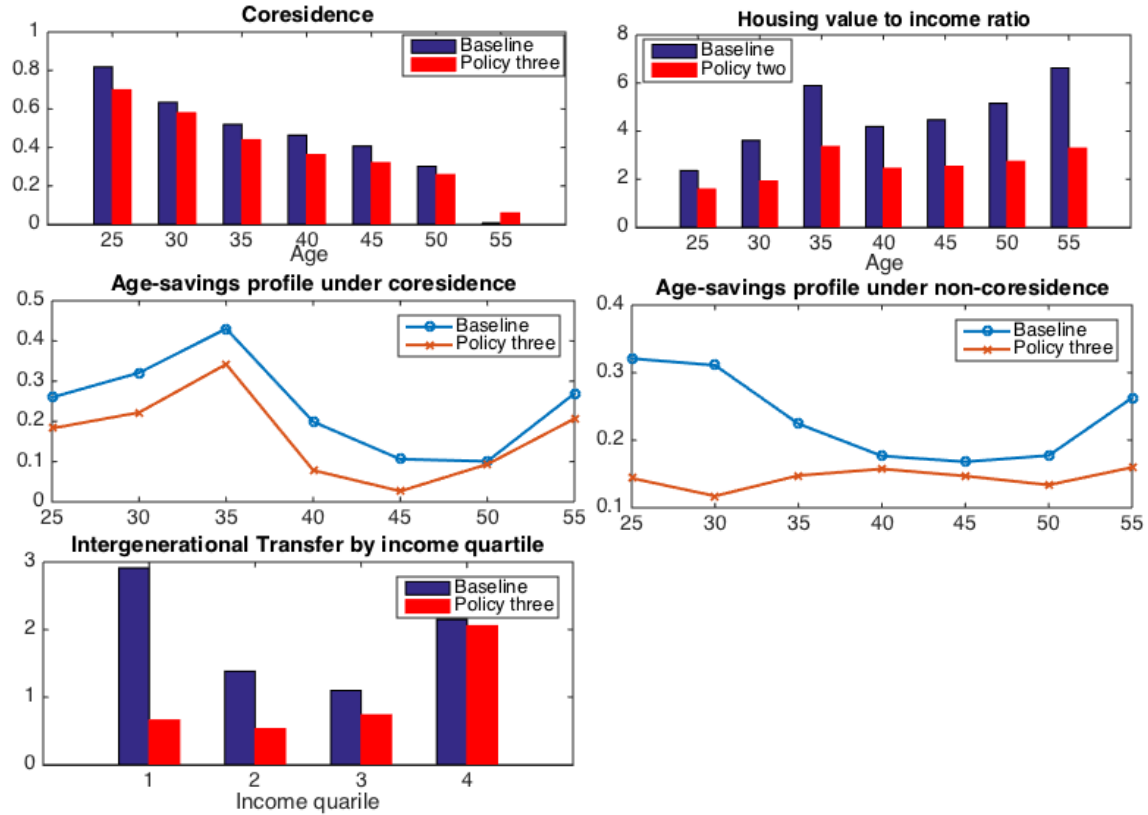 Coresidence
1
0.8
0.6
0.4
0.2
0
Baseline
Policy three
25 30 35 40 45 50 55
Age
Housing value to income ratio
8
6
4
2
0
Baseline
Policy two
25 30 35 40 45 50 55
Age
Age-savings profile under coresidence
0.5
0.4
0.3
0.2
0.1
0
Baseline
Policy three
25 30 35 40 45 50 55
Age-savings profile under non-coresidence
0.4
0.3
0.2
0.1
Baseline
Policy three
25 30 35 40 45 50 55
Intergenerational Transfer by income quartile
3
2
1
0
Baseline
Policy three
1 2 3 4
Income quarile